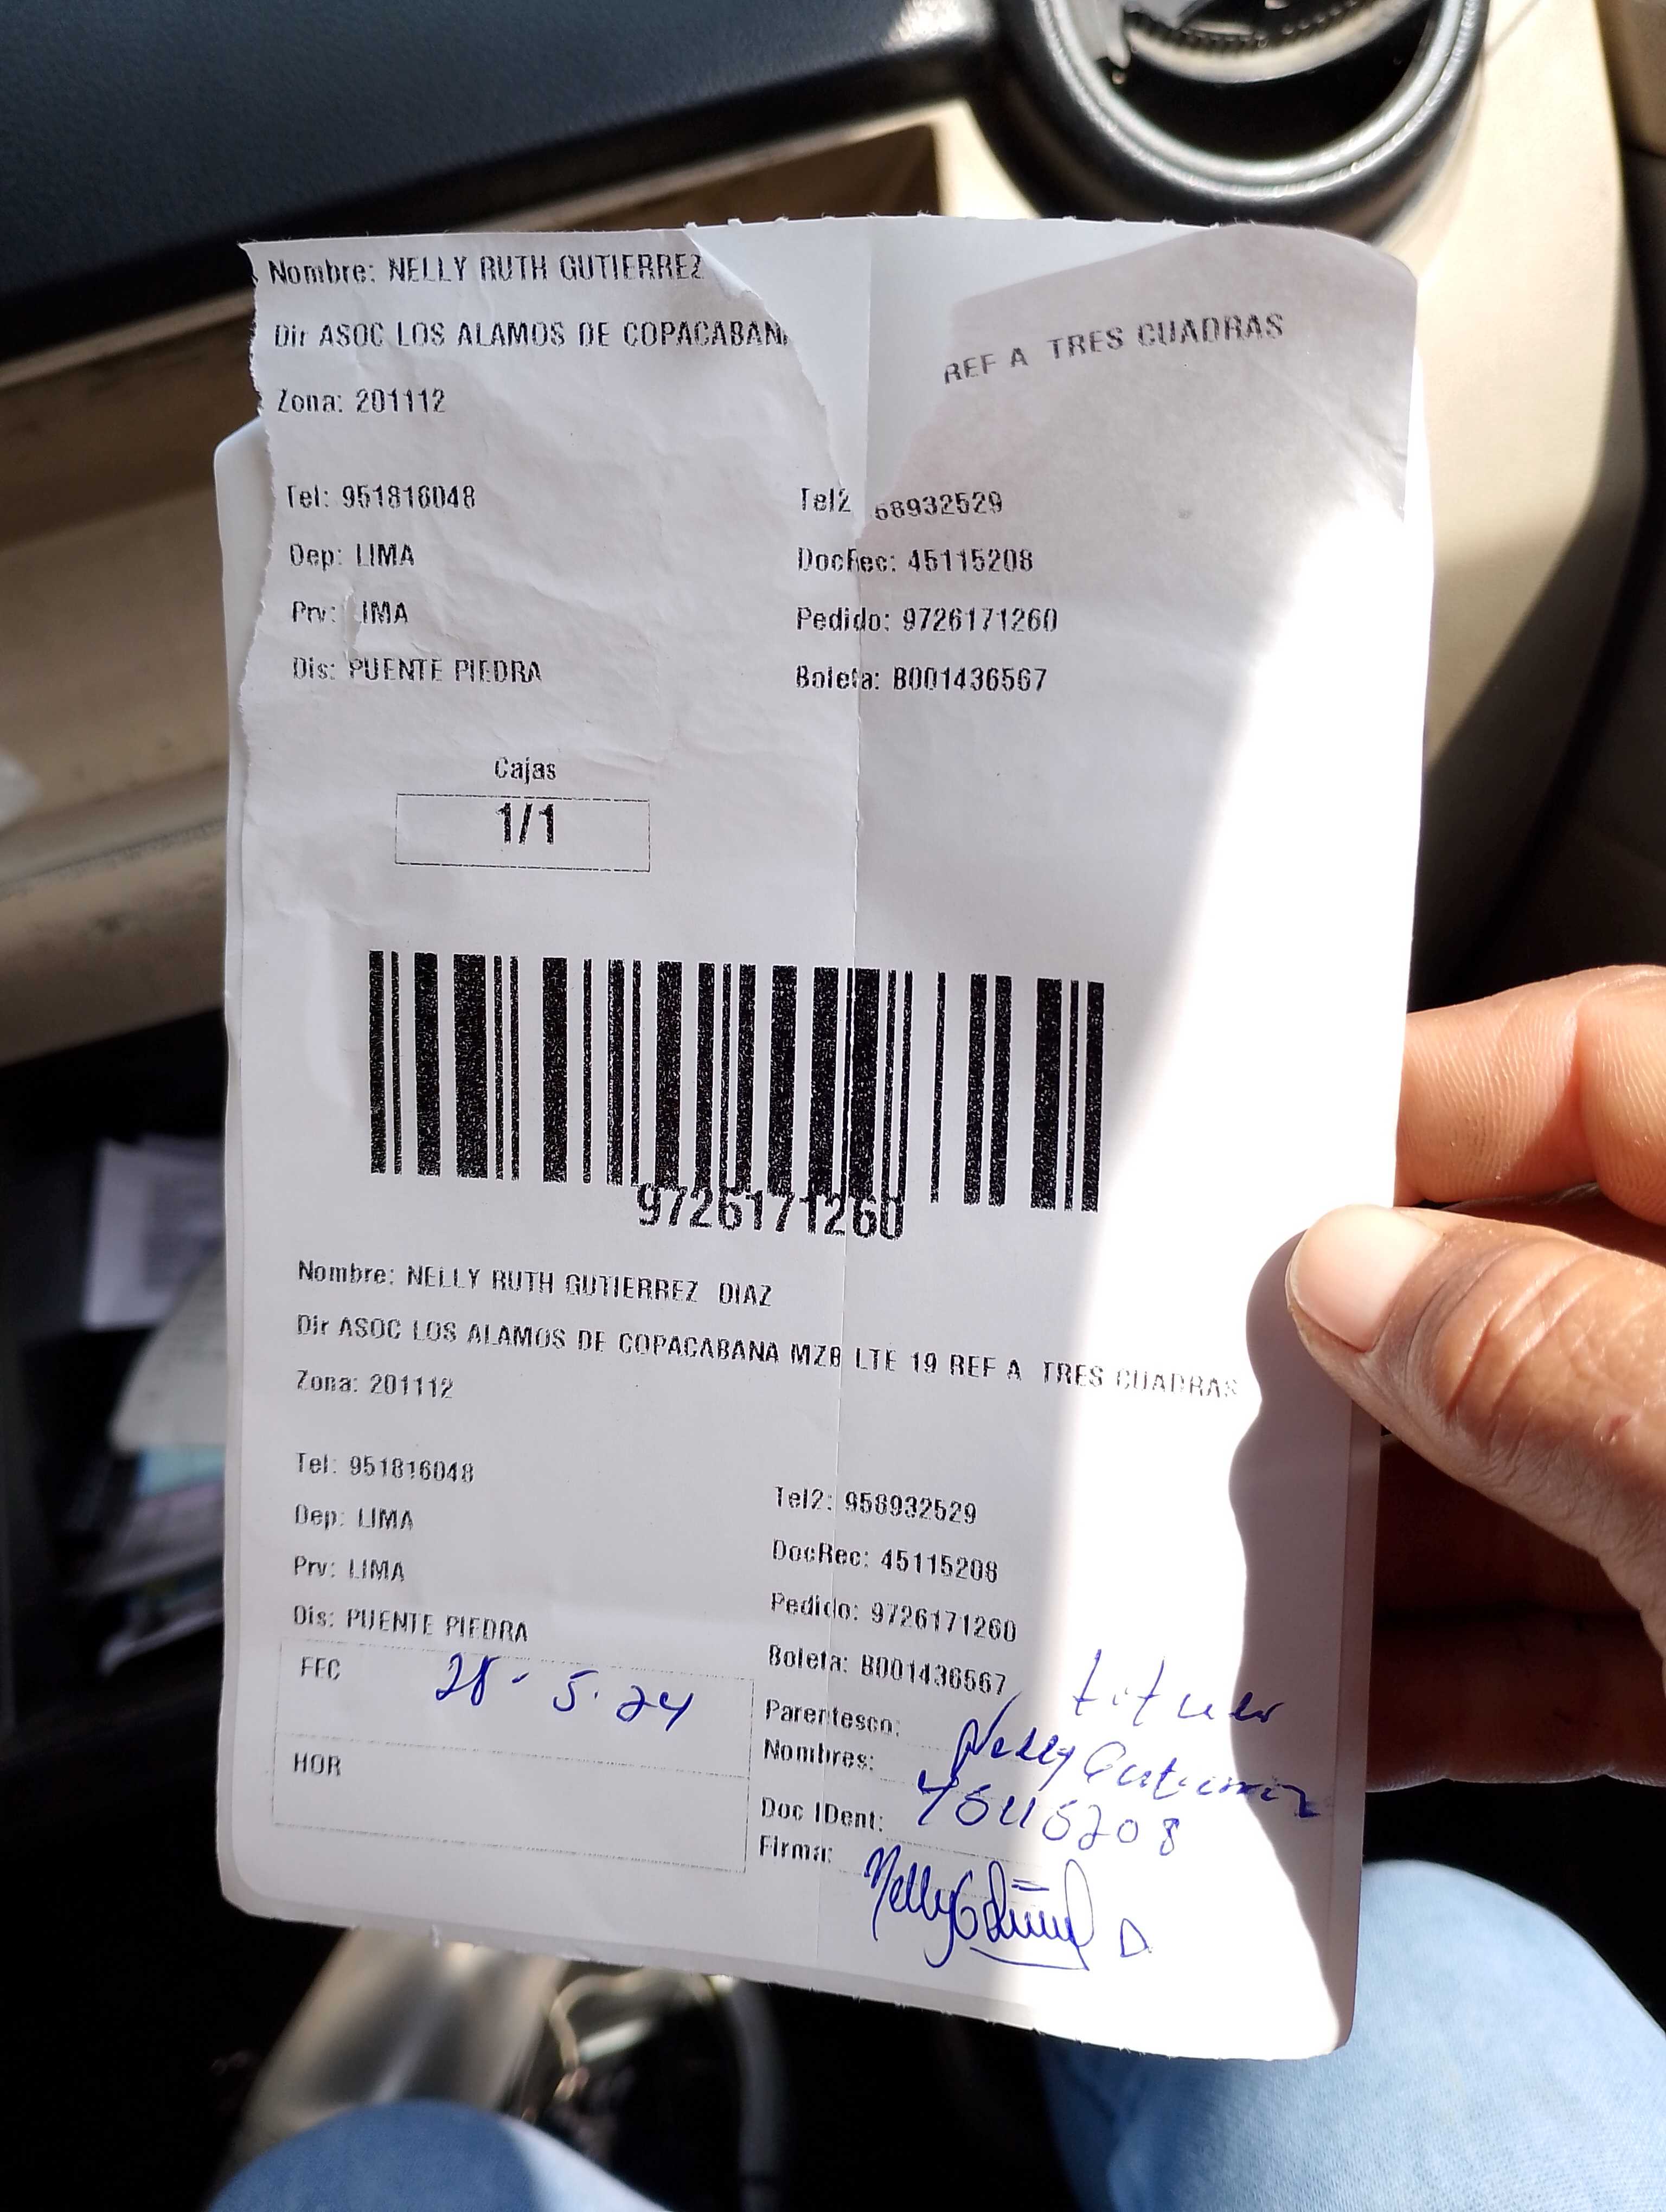 Nombre: NELLY RUTH GUTIERREZ
Dir ASOC LOS ALAMOS DE COPACABAN REF A TRES CUADRAS
Zona: 201112
Tel: 951816048 Tel2 58932529
Dep: LIMA DocRec: 45115208
Prv: IMA Pedido: 9726171260
Dis: PUENTE PIEDRA Boleta: B001436567
Cajas
1/1
9726171260
Nombre: NELLY RUTH GUTIERREZ DIAZ
Dir ASOC LOS ALAMOS DE COPACABANA MZB LTE 19 REF A TRES CUADRAS
Zona: 201112
Tel: 951816048 Tel2: 958932529
Dep: LIMA DocRec: 45115208
Prv: LIMA Pedido: 9726171260
Dis: PUENTE PIEDRA Boleta: B001436567
FEC 28 - 5. 24
Parentesco: titular
Nombres: Nelly Gutierrez
HOR
Doc IDent: 45115208
Firma: Nelly G D